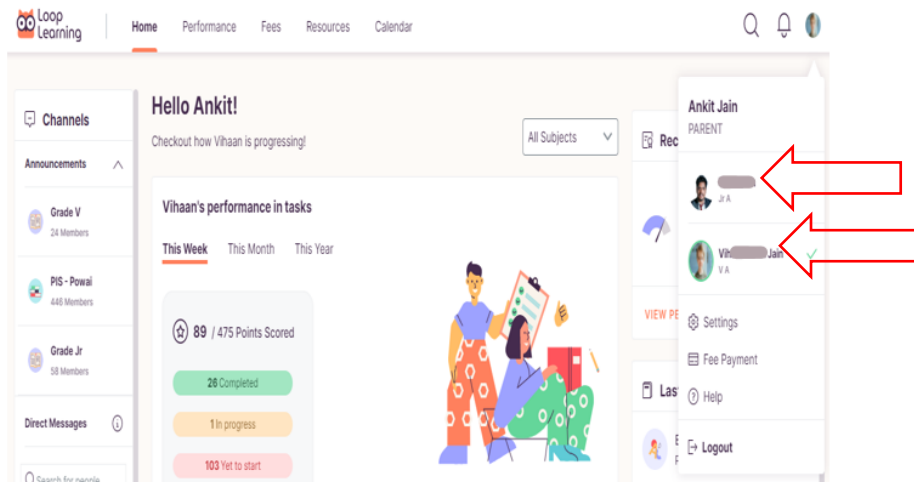 Loop
Learning
Home Performance Fees Resources Calendar
Channels
Announcements
Grade V
24 Members
PIS - Powai
446 Members
Grade Jr
58 Members
Direct Messages
Search for people
Hello Ankit!
Checkout how Vihaan is progressing!
All Subjects
Vihaan's performance in tasks
This Week This Month This Year
89 / 475 Points Scored
26 Completed
1 In progress
103 Yet to start
Rec
VIEW PE
Las
Ankit Jain
PARENT
Jr A
Vih Jain
V A
Settings
Fee Payment
Help
Logout